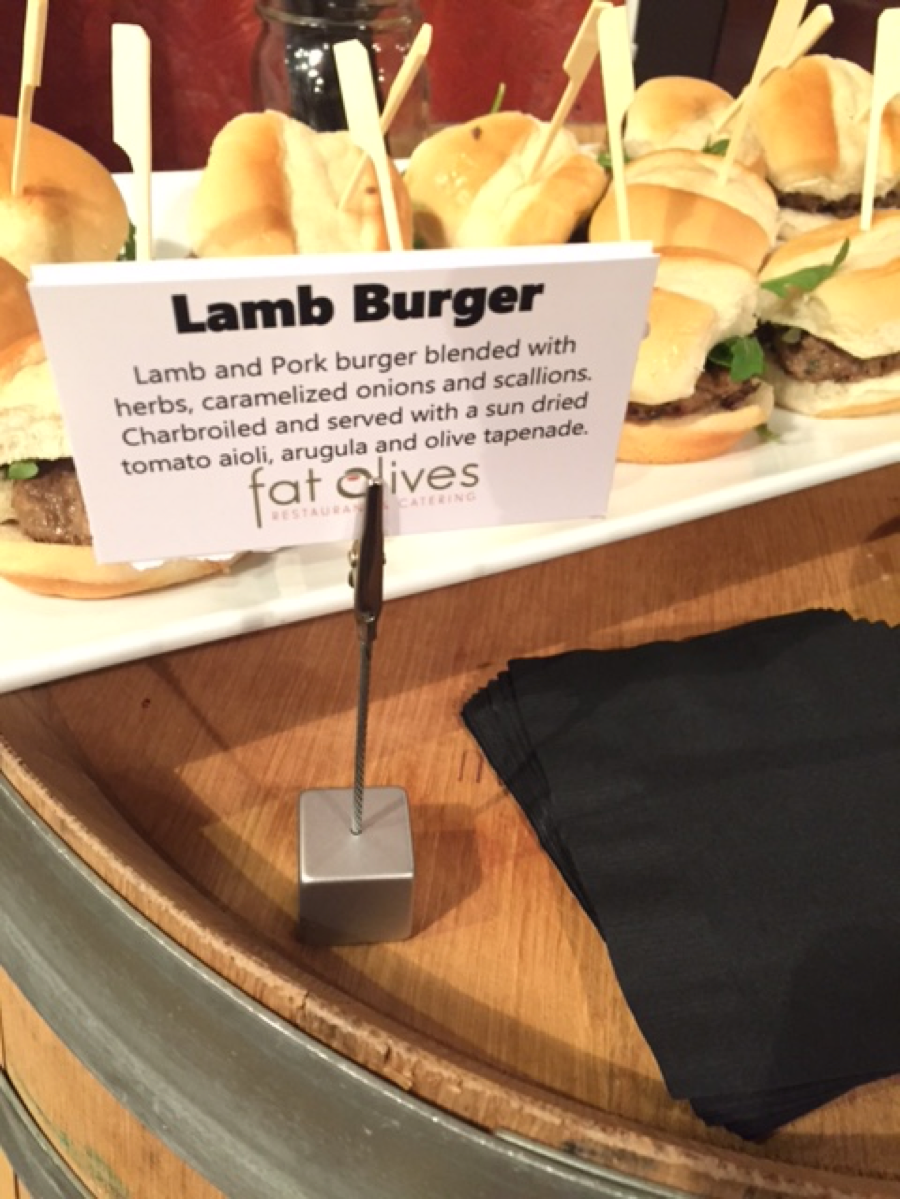 Lamb Burger
Lamb and Pork burger blended with
herbs, caramelized onions and scallions.
Charbroiled and served with a sun dried
tomato aioli, arugula and olive tapenade.
fat Olives
RESTAURANT & CATERING